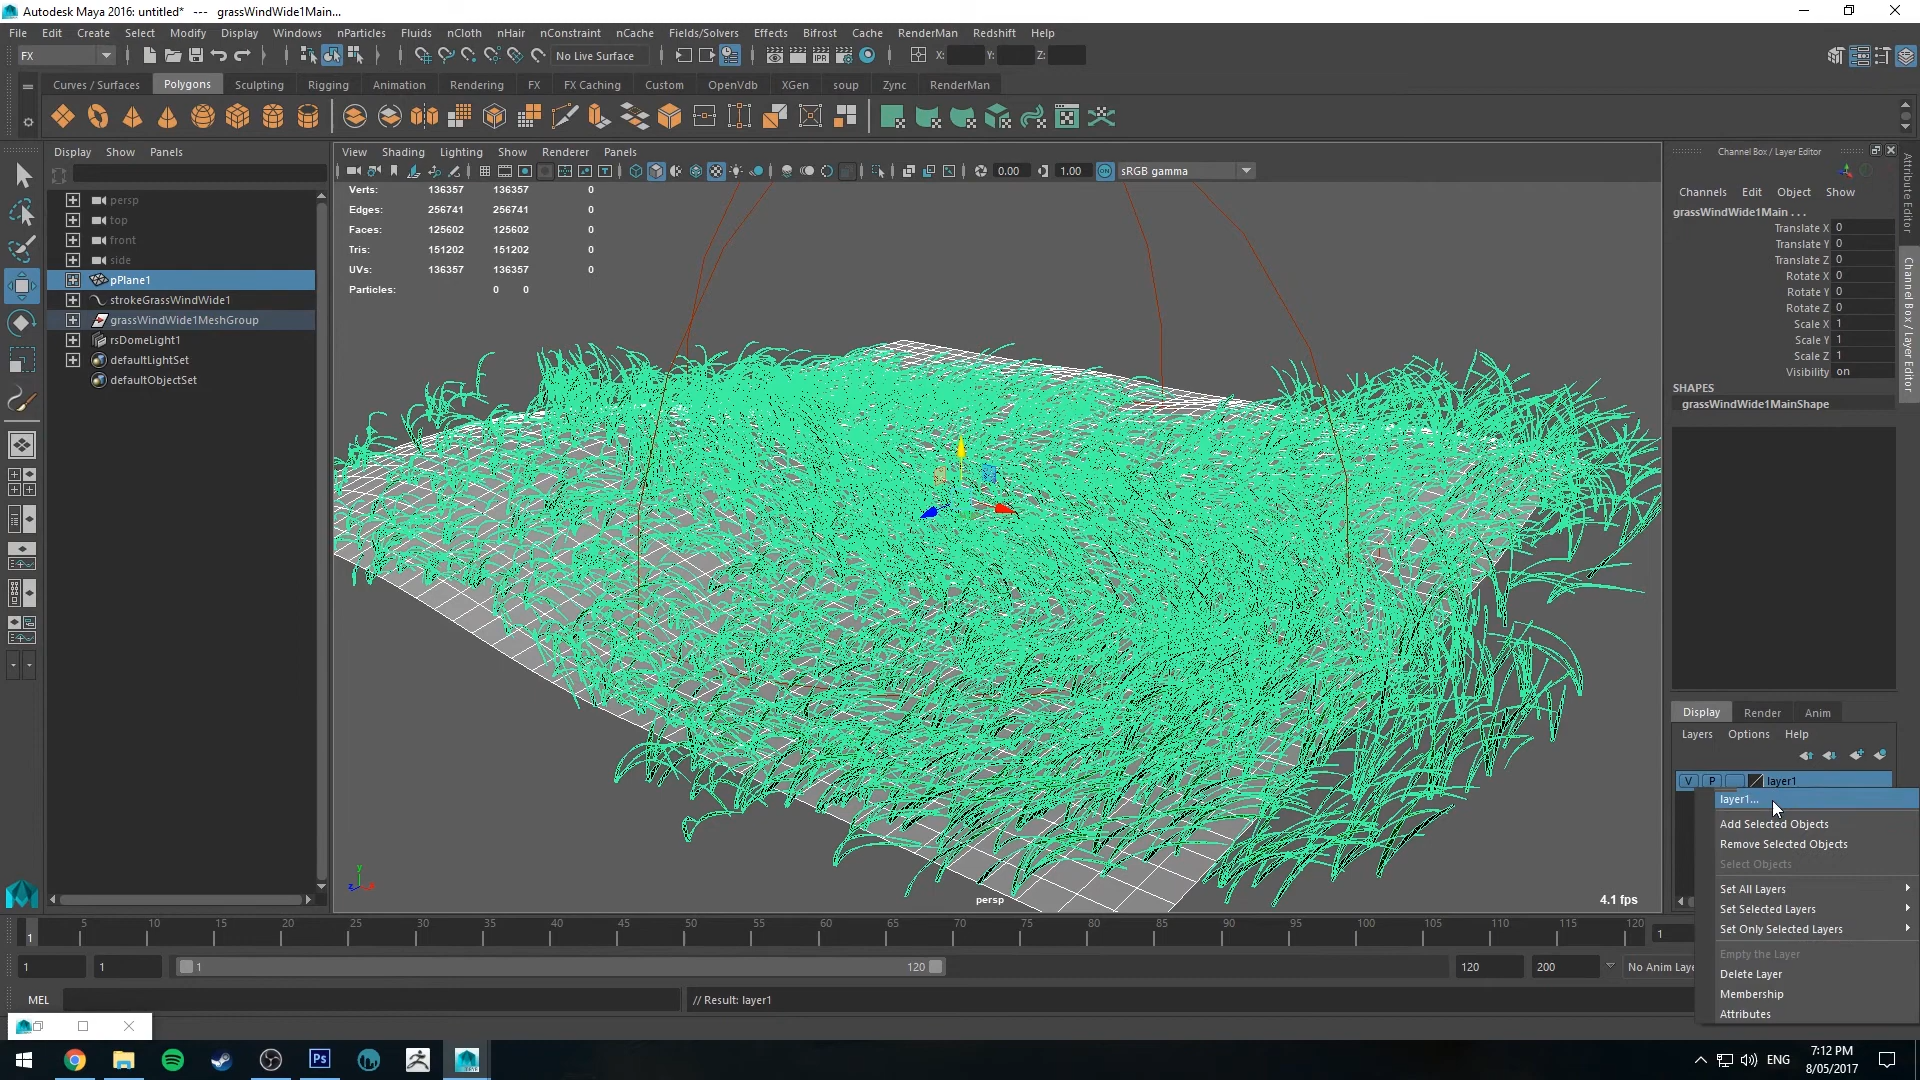 Autodesk Maya 2016: untitled*   ---   grassWindWide1Main...
File Edit Create Select Modify Display Windows nParticles Fluids nCloth nHair nConstraint nCache Fields/Solvers Effects Bifrost Cache RenderMan Redshift Help
FX No Live Surface X: Y: Z:
Curves / Surfaces Polygons Sculpting Rigging Animation Rendering FX FX Caching Custom OpenVdb XGen soup Zync RenderMan
Display Show Panels
View Shading Lighting Show Renderer Panels
0.00 1.00 ON sRGB gamma
Channel Box / Layer Editor
Channels Edit Object Show
Attribute Editor
Channel Box / Layer Editor
persp
top
front
side
pPlane1
strokeGrassWindWide1
grassWindWide1MeshGroup
rsDomeLight1
defaultLightSet
defaultObjectSet
Verts: 136357 136357 0
Edges: 256741 256741 0
Faces: 125602 125602 0
Tris: 151202 151202 0
UVs: 136357 136357 0
Particles: 0 0
grassWindWide1Main . . .
Translate X 0
Translate Y 0
Translate Z 0
Rotate X 0
Rotate Y 0
Rotate Z 0
Scale X 1
Scale Y 1
Scale Z 1
Visibility on
SHAPES
grassWindWide1MainShape
Display Render Anim
Layers Options Help
V P layer1
layer1...
Add Selected Objects
Remove Selected Objects
Select Objects
Set All Layers
Set Selected Layers
Set Only Selected Layers
Empty the Layer
Delete Layer
Membership
Attributes
y
z x
persp
4.1 fps
1 5 10 15 20 25 30 35 40 45 50 55 60 65 70 75 80 85 90 95 100 105 110 115 120 1
1 1 1 120 120 200 No Anim Laye
MEL // Result: layer1
Ps
ENG
7:12 PM
8/05/2017